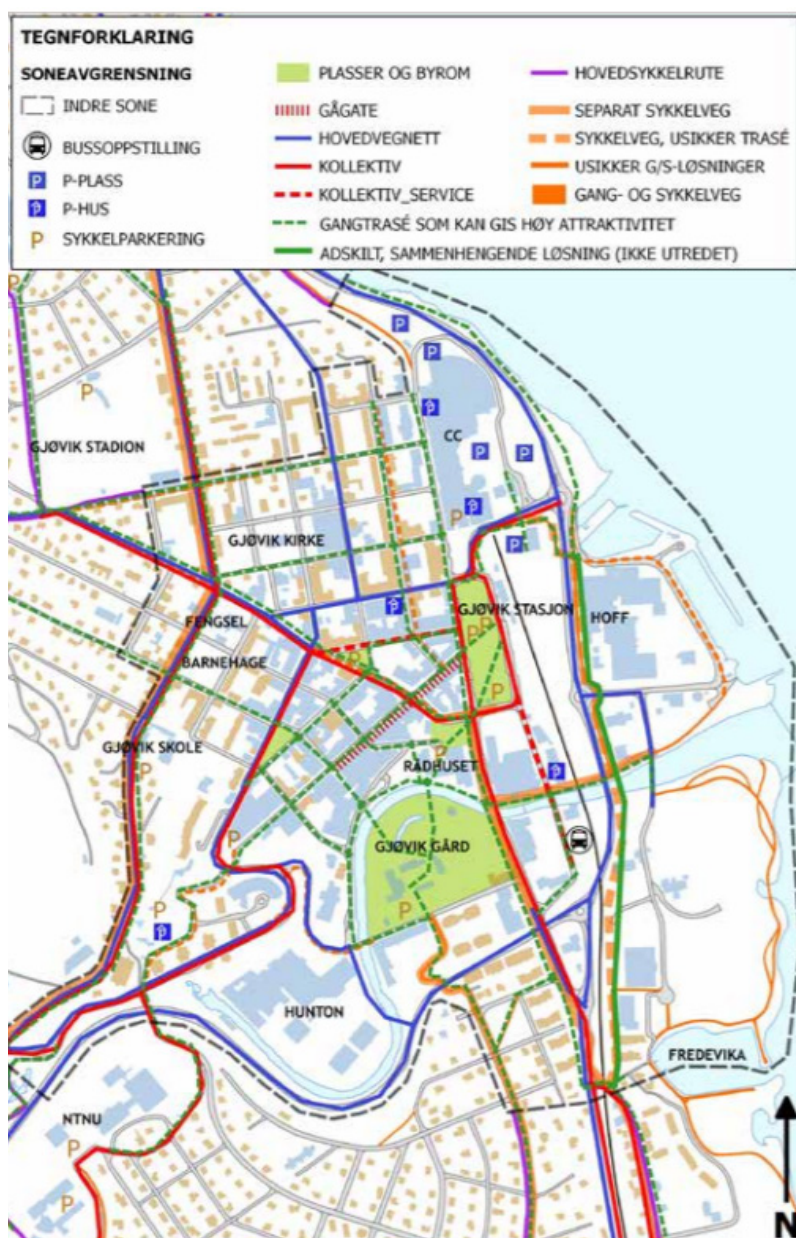 TEGNFORKLARING
SONEAVGRENSNING
INDRE SONE
BUSSOPPSTILLING
P P-PLASS
P P-HUS
P SYKKELPARKERING
PLASSER OG BYROM
GÅGATE
HOVEDVEGNETT
KOLLEKTIV
KOLLEKTIV_SERVICE
GANGTRASÉ SOM KAN GIS HØY ATTRAKTIVITET
ADSKILT, SAMMENHENGENDE LØSNING (IKKE UTREDET)
HOVEDSYKKELRUTE
SEPARAT SYKKELVEG
SYKKELVEG, USIKKER TRASÉ
USIKKER G/S-LØSNINGER
GANG- OG SYKKELVEG
P
P
P
P
P
CC
GJØVIK STADION
P
P
P
P
P
GJØVIK KIRKE
P
GJØVIK STASJON
HOFF
FENGSEL
P
P
BARNEHAGE
P
P
GJØVIK SKOLE
P
RÅDHUSET
P
P
P
GJØVIK GÅRD
P
P
P
HUNTON
FREDEVIKA
NTNU
P
P
N